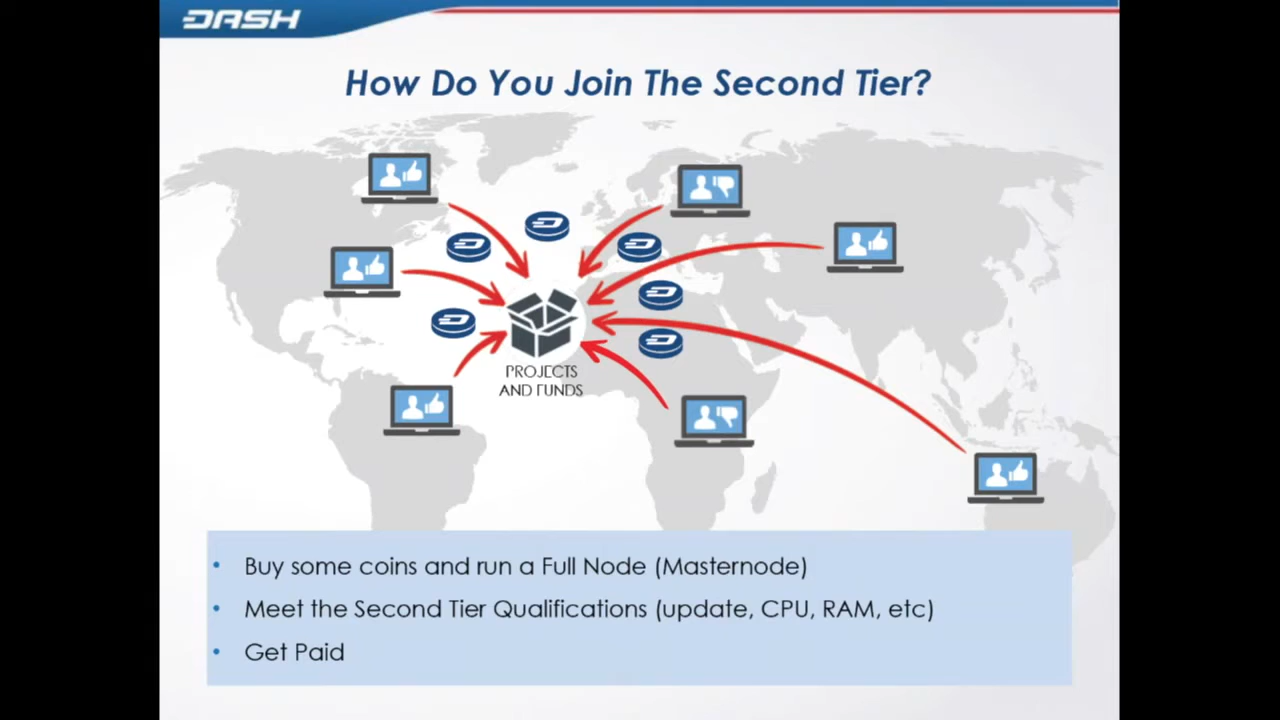 DASH
How Do You Join The Second Tier?
PROJECTS
AND FUNDS
• Buy some coins and run a Full Node (Masternode)
• Meet the Second Tier Qualifications (update, CPU, RAM, etc)
• Get Paid